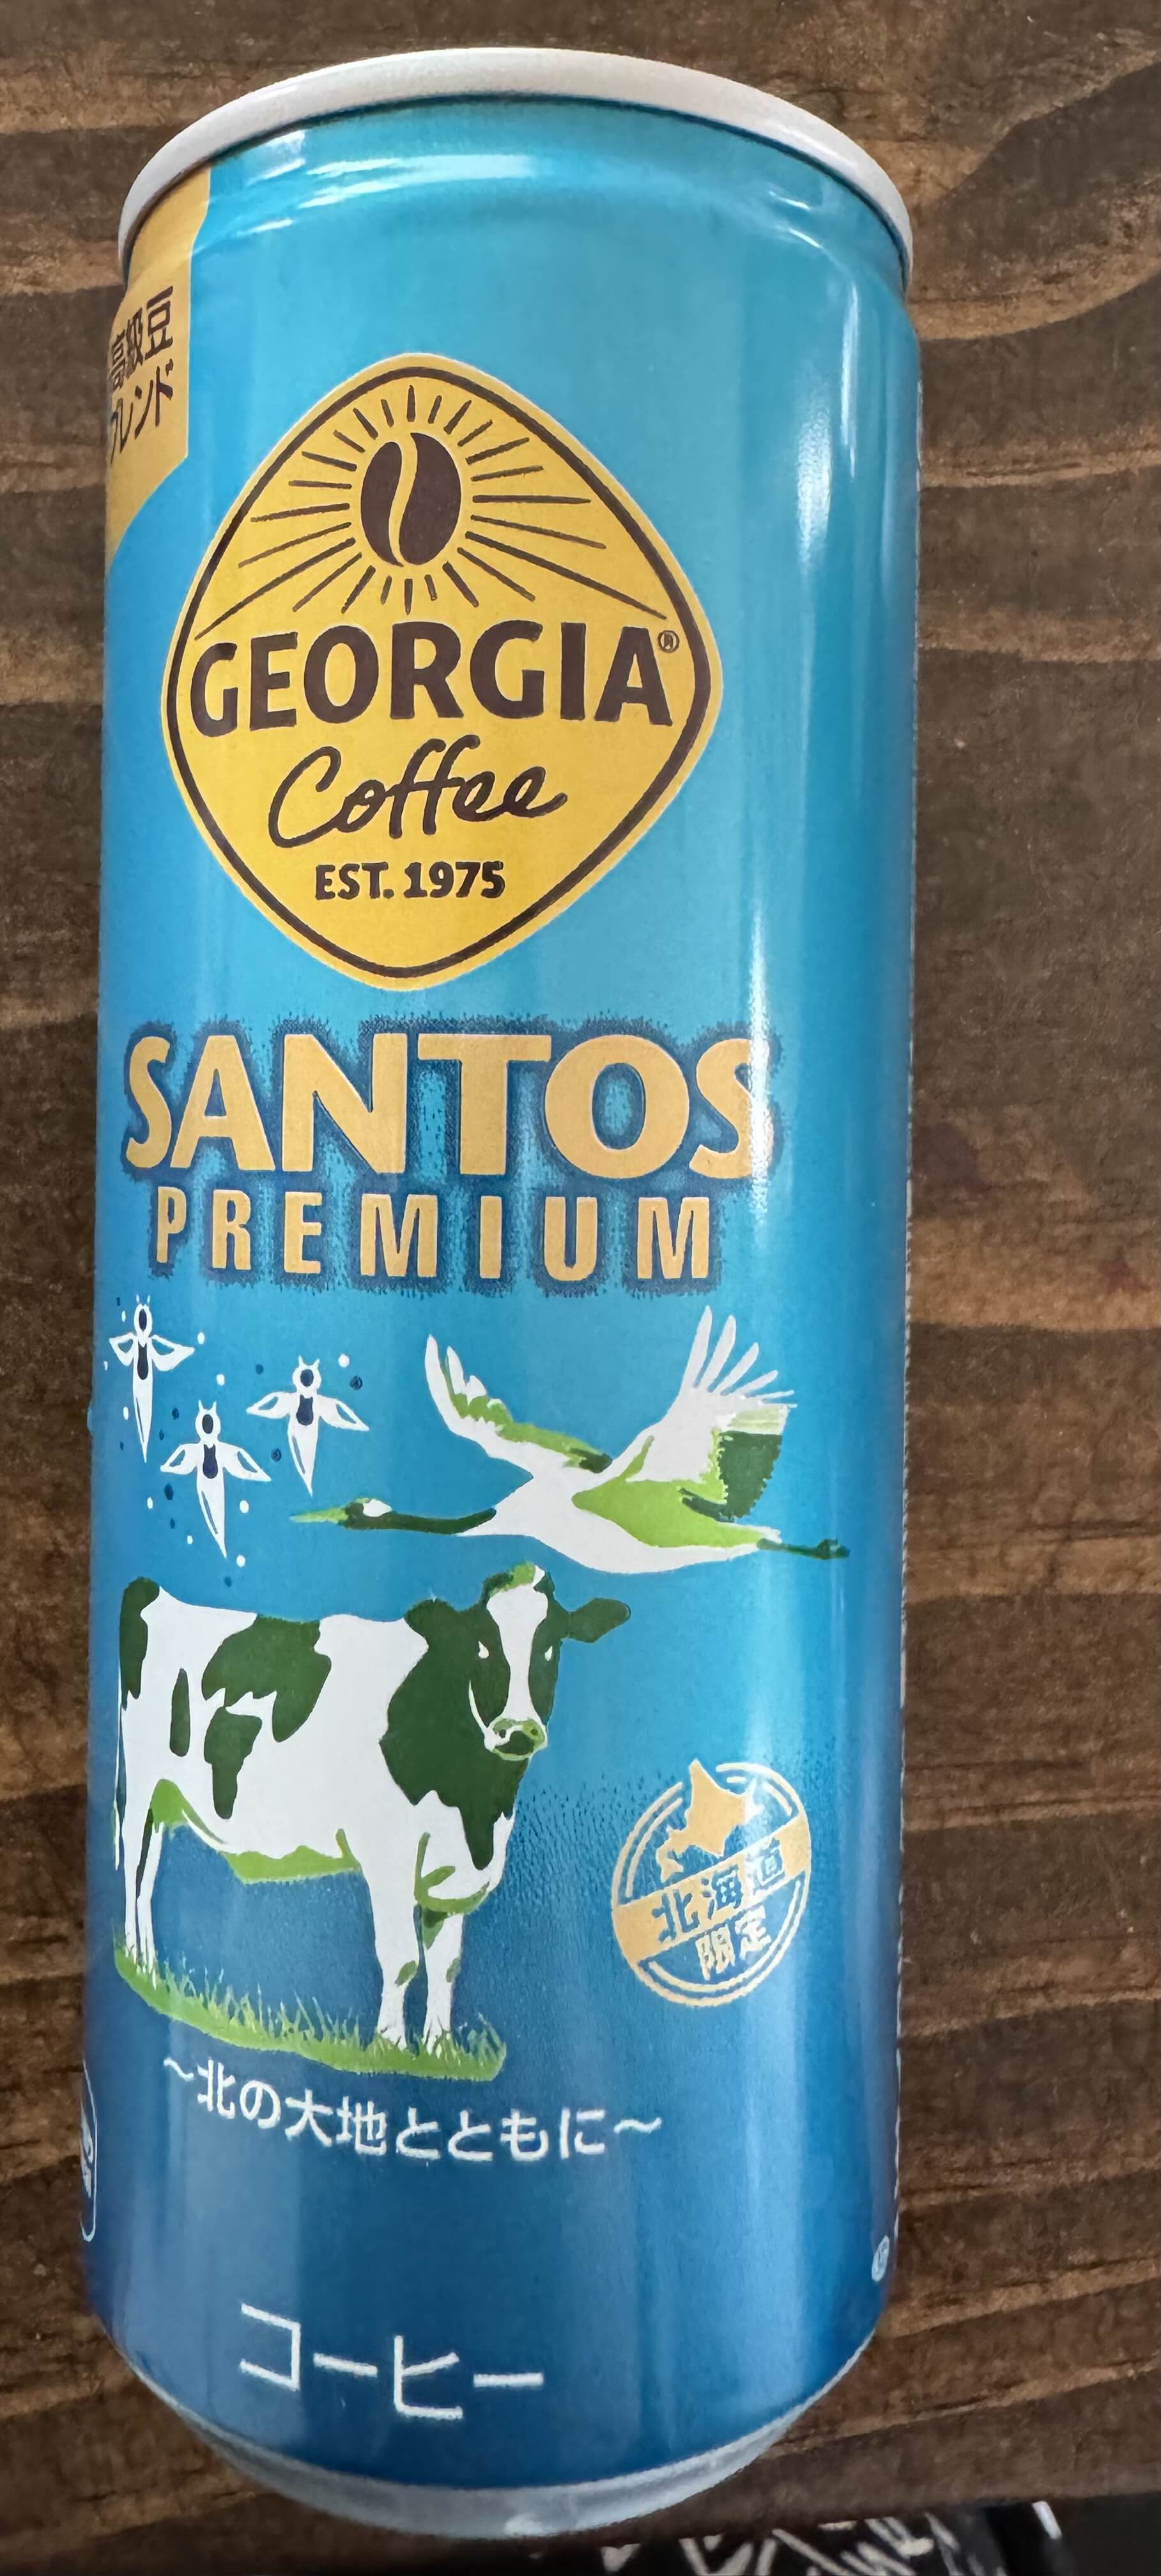 高級豆
ブレンド
GEORGIA®
Coffee
EST. 1975
SANTOS
PREMIUM
北海道
限定
～北の大地とともに～
コーヒー